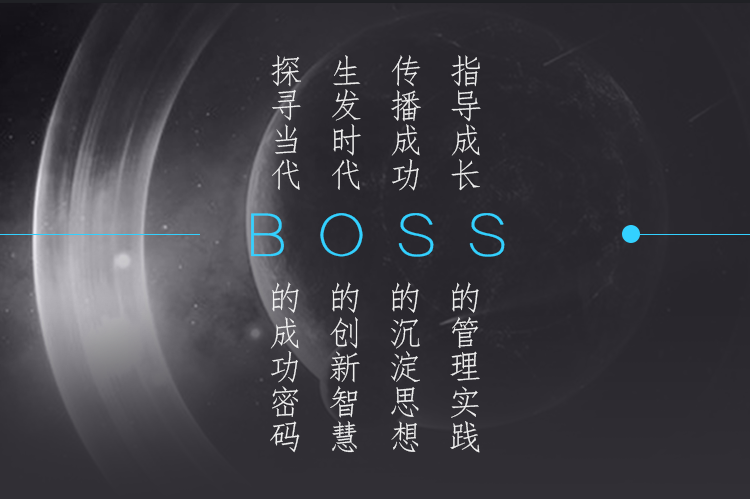 探寻当代
生发时代
传播成功
指导成长
BOSS
的成功密码
的创新智慧
的沉淀思想
的管理实践